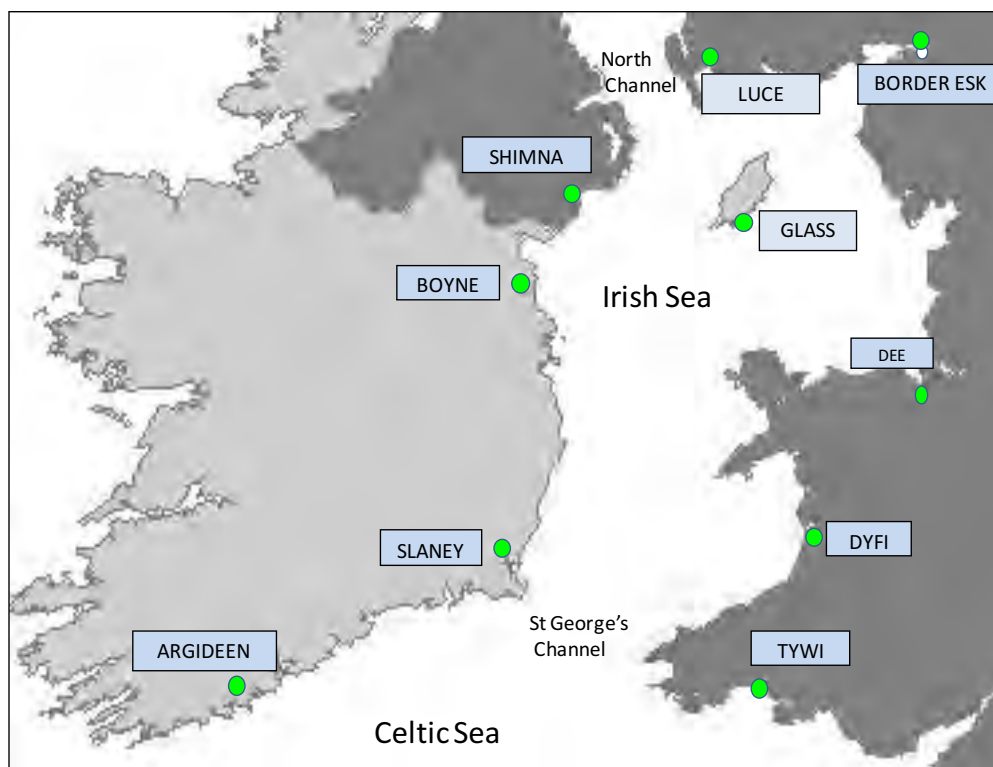 North
Channel
LUCE
BORDER ESK
SHIMNA
GLASS
BOYNE
Irish Sea
DEE
SLANEY
DYFI
St George's
Channel
ARGIDEEN
TYWI
Celtic Sea